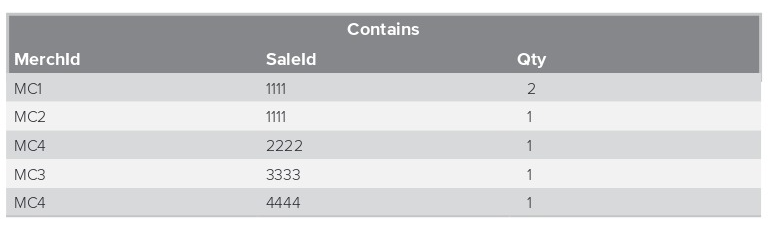 Contains
MerchId SaleId Qty
MC1 1111 2
MC2 1111 1
MC4 2222 1
MC3 3333 1
MC4 4444 1